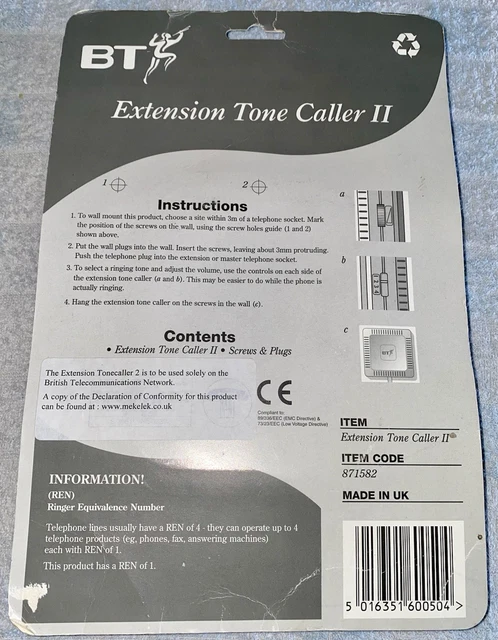 BT
Extension Tone Caller II
1
2
Instructions
1. To wall mount this product, choose a site within 3m of a telephone socket. Mark
the position of the screws on the wall, using the screw holes guide (1 and 2)
shown above.
2. Put the wall plugs into the wall. Insert the screws, leaving about 3mm protruding.
Push the telephone plug into the extension or master telephone socket.
3. To select a ringing tone and adjust the volume, use the controls on each side of
the extension tone caller (a and b). This may be easier to do while the phone is
actually ringing.
4. Hang the extension tone caller on the screws in the wall (c).
a
b
c
BT
Contents
• Extension Tone Caller II • Screws & Plugs
The Extension Tonecaller 2 is to be used solely on the
British Telecommunications Network.
A copy of the Declaration of Conformity for this product
can be found at : www.mekelek.co.uk
CE
Compliant to:
89/336/EEC (EMC Directive) &
73/23/EEC (Low Voltage Directive)
ITEM
Extension Tone Caller II
ITEM CODE
871582
MADE IN UK
INFORMATION!
(REN)
Ringer Equivalence Number
Telephone lines usually have a REN of 4 - they can operate up to 4
telephone products (eg, phones, fax, answering machines)
each with REN of 1.
This product has a REN of 1.
5 016351 600504 >